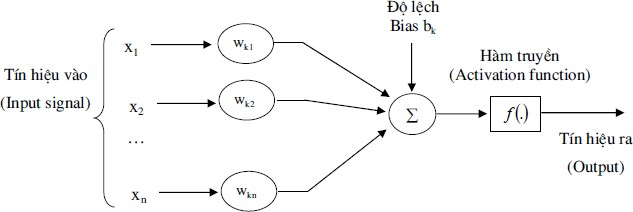 Tín hiệu vào
(Input signal)
x1
x2
…
xn
wk1
wk2
wkn
Độ lệch
Bias bk
∑
Hàm truyền
(Activation function)
f(.)
Tín hiệu ra
(Output)